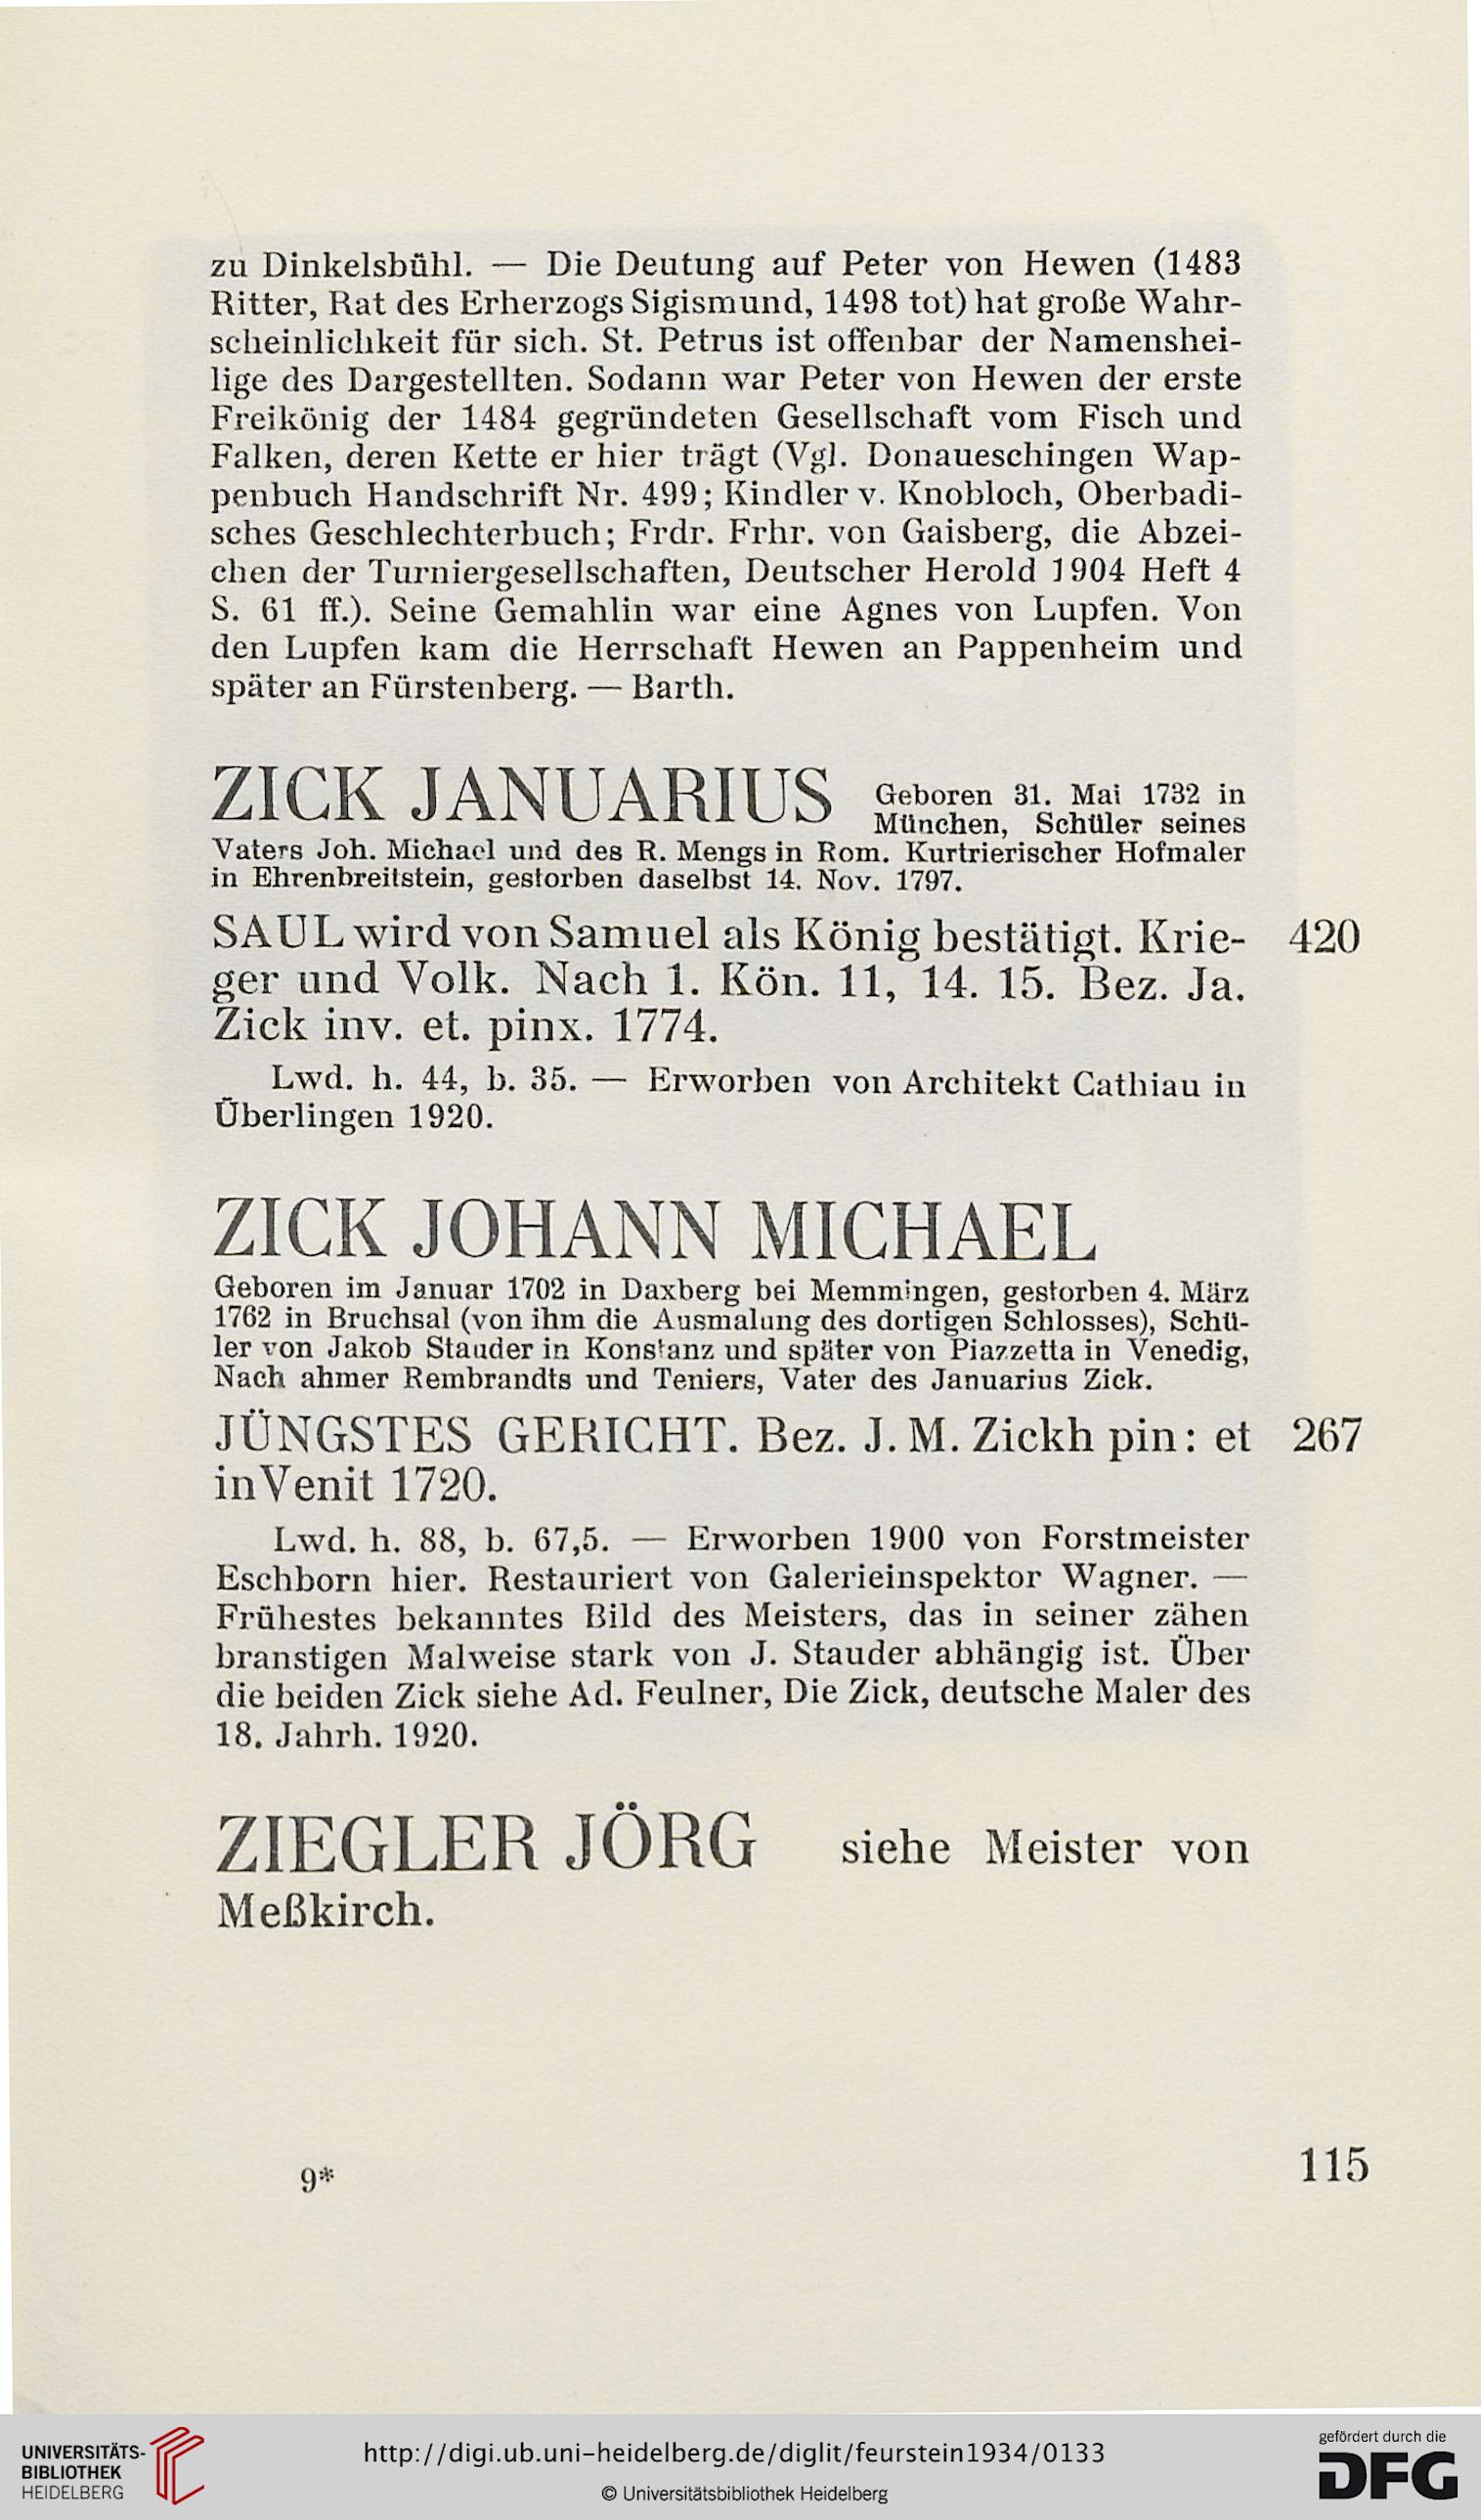 zu Dinkelsbühl. — Die Deutung auf Peter von Hewen (1483
Ritter, Rat des Erherzogs Sigismund, 1498 tot) hat große Wahr-
scheinlichkeit für sich. St. Petrus ist offenbar der Namenshei-
lige des Dargestellten. Sodann war Peter von Hewen der erste
Freikönig der 1484 gegründeten Gesellschaft vom Fisch und
Falken, deren Kette er hier trägt (Vgl. Donaueschingen Wap-
penbuch Handschrift Nr. 499; Kindler v. Knobloch, Oberbadi-
sches Geschlechterbuch; Frdr. Frhr. von Gaisberg, die Abzei-
chen der Turniergesellschaften, Deutscher Herold 1904 Heft 4
S. 61 ff.). Seine Gemahlin war eine Agnes von Lupfen. Von
den Lupfen kam die Herrschaft Hewen an Pappenheim und
später an Fürstenberg. — Barth.
ZICK JANUARIUS Geboren 31. Mai 1732 in
München, Schüler seines
Vaters Joh. Michael und des R. Mengs in Rom. Kurtrierischer Hofmaler
in Ehrenbreitstein, gestorben daselbst 14. Nov. 1797.
SAUL wird von Samuel als König bestätigt. Krie- 420
ger und Volk. Nach 1. Kön. 11, 14. 15. Bez. Ja.
Zick inv. et. pinx. 1774.
Lwd. h. 44, b. 35. — Erworben von Architekt Cathiau in
Überlingen 1920.
ZICK JOHANN MICHAEL
Geboren im Januar 1702 in Daxberg bei Memmingen, gestorben 4. März
1762 in Bruchsal (von ihm die Ausmalung des dortigen Schlosses), Schü-
ler von Jakob Stauder in Konstanz und später von Piazzetta in Venedig,
Nach ahmer Rembrandts und Teniers, Vater des Januarius Zick.
JÜNGSTES GERICHT. Bez. J. M. Zickh pin: et 267
inVenit 1720.
Lwd. h. 88, b. 67,5. — Erworben 1900 von Forstmeister
Eschborn hier. Restauriert von Galerieinspektor Wagner. —
Frühestes bekanntes Bild des Meisters, das in seiner zähen
branstigen Malweise stark von J. Stauder abhängig ist. Über
die beiden Zick siehe Ad. Feulner, Die Zick, deutsche Maler des
18. Jahrh. 1920.
ZIEGLER JÖRG siehe Meister von
Meßkirch.
9* 115
UNIVERSITÄTS-
BIBLIOTHEK
HEIDELBERG
http://digi.ub.uni-heidelberg.de/diglit/feurstein1934/0133
© Universitätsbibliothek Heidelberg
gefördert durch die
DFG